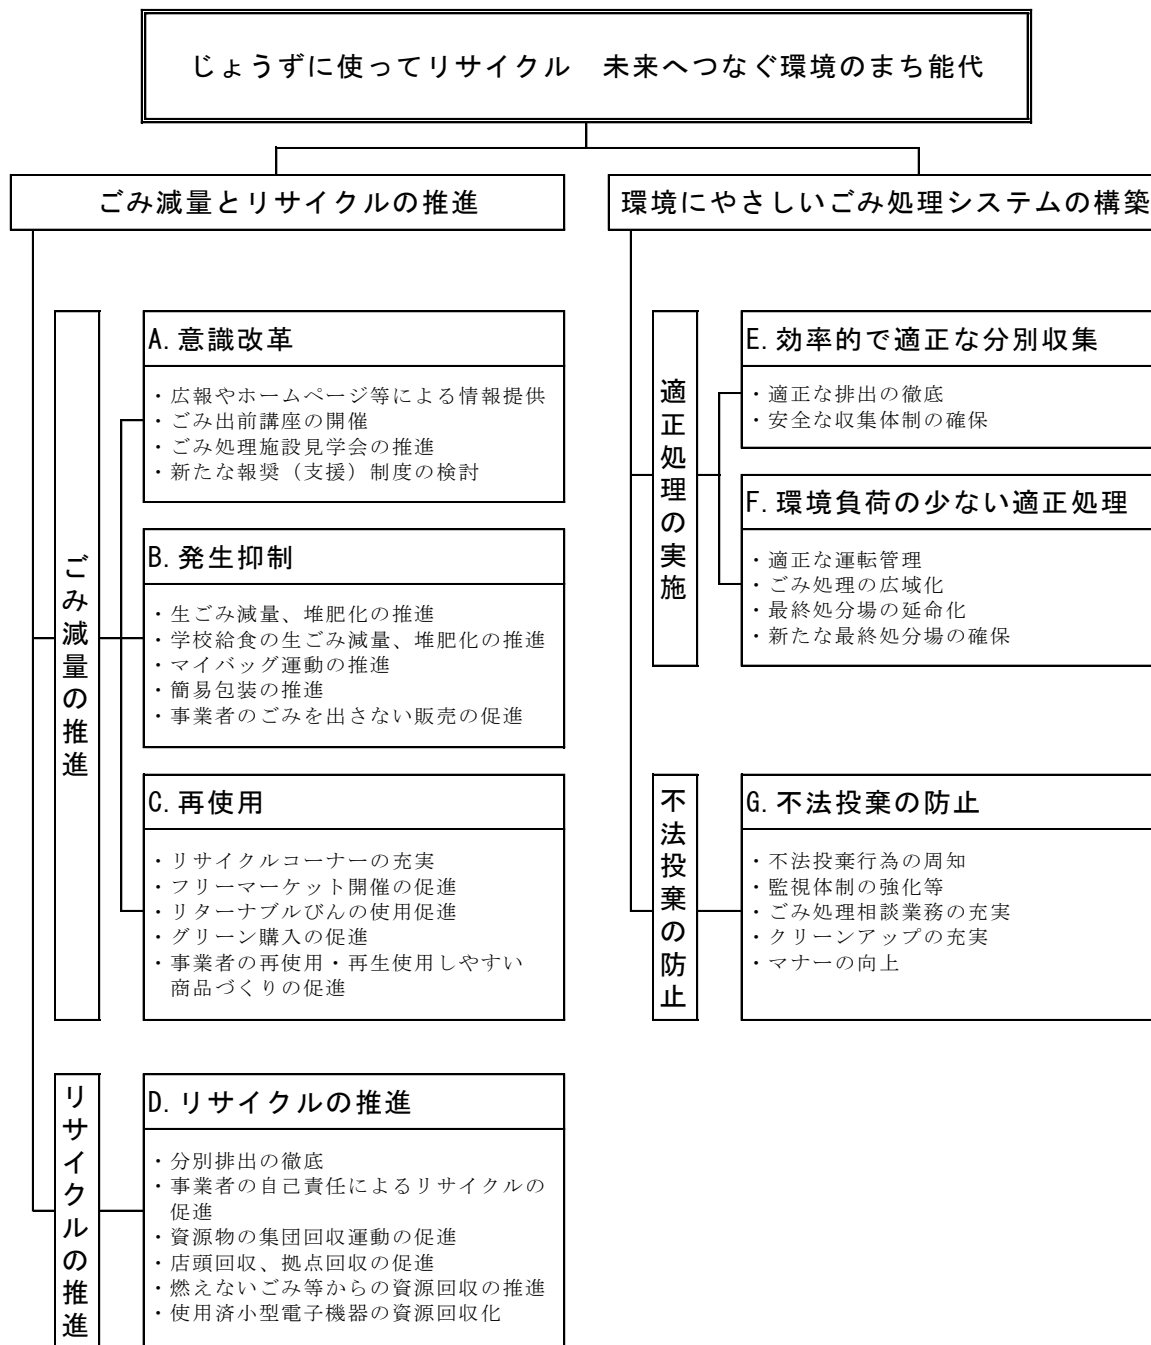 じょうずに使ってリサイクル　未来へつなぐ環境のまち能代
ごみ減量とリサイクルの推進
ごみ減量の推進
A.意識改革
・広報やホームページ等による情報提供
・ごみ出前講座の開催
・ごみ処理施設見学会の推進
・新たな報奨（支援）制度の検討
B.発生抑制
・生ごみ減量、堆肥化の推進
・学校給食の生ごみ減量、堆肥化の推進
・マイバッグ運動の推進
・簡易包装の推進
・事業者のごみを出さない販売の促進
C.再使用
・リサイクルコーナーの充実
・フリーマーケット開催の促進
・リターナブルびんの使用促進
・グリーン購入の促進
・事業者の再使用・再生使用しやすい
商品づくりの促進
リサイクルの推進
D.リサイクルの推進
・分別排出の徹底
・事業者の自己責任によるリサイクルの
促進
・資源物の集団回収運動の促進
・店頭回収、拠点回収の促進
・燃えないごみ等からの資源回収の推進
・使用済小型電子機器の資源回収化
環境にやさしいごみ処理システムの構築
適正処理の実施
E.効率的で適正な分別収集
・適正な排出の徹底
・安全な収集体制の確保
F.環境負荷の少ない適正処理
・適正な運転管理
・ごみ処理の広域化
・最終処分場の延命化
・新たな最終処分場の確保
不法投棄の防止
G.不法投棄の防止
・不法投棄行為の周知
・監視体制の強化等
・ごみ処理相談業務の充実
・クリーンアップの充実
・マナーの向上